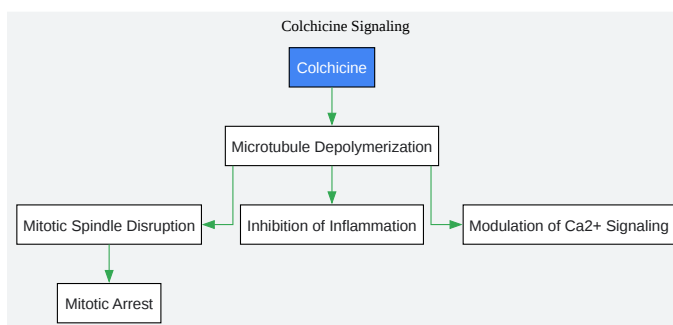 Colchicine Signaling
Colchicine
Microtubule Depolymerization
Mitotic Spindle Disruption
Inhibition of Inflammation
Modulation of Ca2+ Signaling
Mitotic Arrest